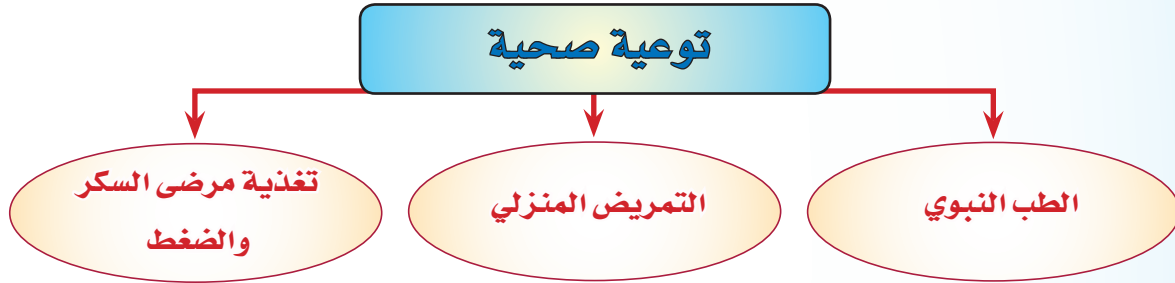 توعية صحية
الطب النبوي
التمريض المنزلي
تغذية مرضى السكر
والضغط